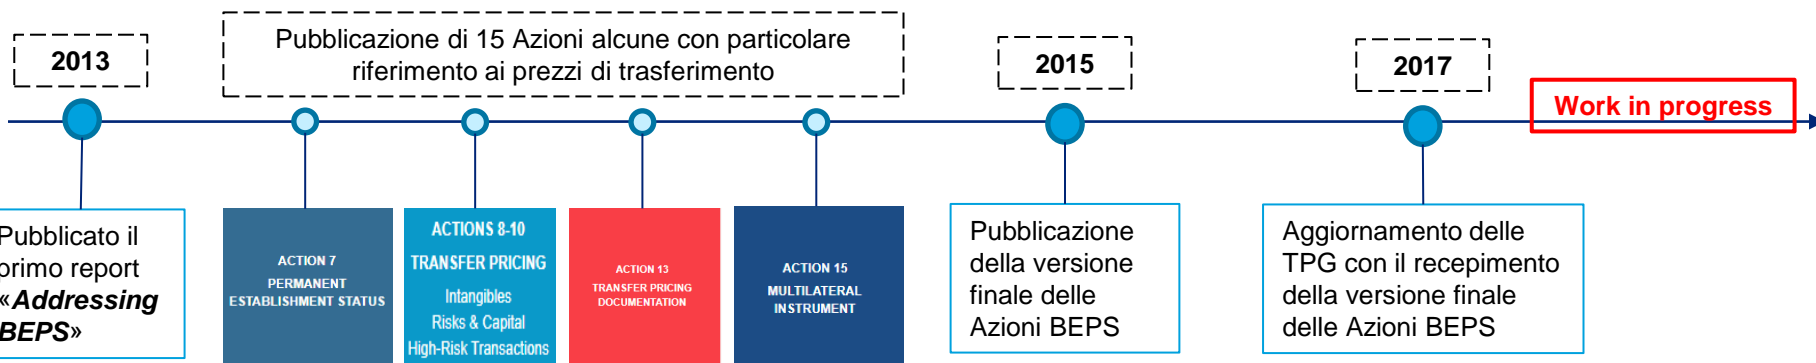 2013
Pubblicazione di 15 Azioni alcune con particolare
riferimento ai prezzi di trasferimento
2015
2017
Work in progress
Pubblicato il
primo report
«Addressing
BEPS»
ACTION 7
PERMANENT
ESTABLISHMENT STATUS
ACTIONS 8-10
TRANSFER PRICING
Intangibles
Risks & Capital
High-Risk Transactions
ACTION 13
TRANSFER PRICING
DOCUMENTATION
ACTION 15
MULTILATERAL
INSTRUMENT
Pubblicazione
della versione
finale delle
Azioni BEPS
Aggiornamento delle
TPG con il recepimento
della versione finale
delle Azioni BEPS